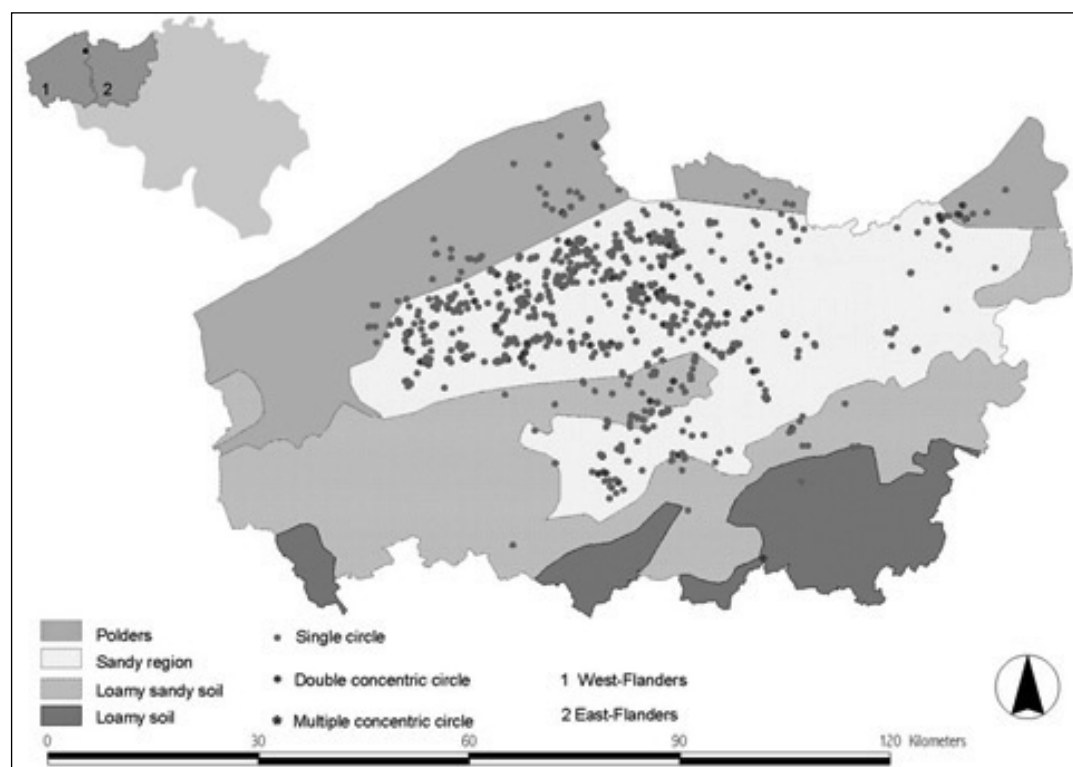 1 2
Polders
Sandy region
Loamy sandy soil
Loamy soil
Single circle
Double concentric circle
Multiple concentric circle
1 West-Flanders
2 East-Flanders
0 30 60 90 120 Kilometers